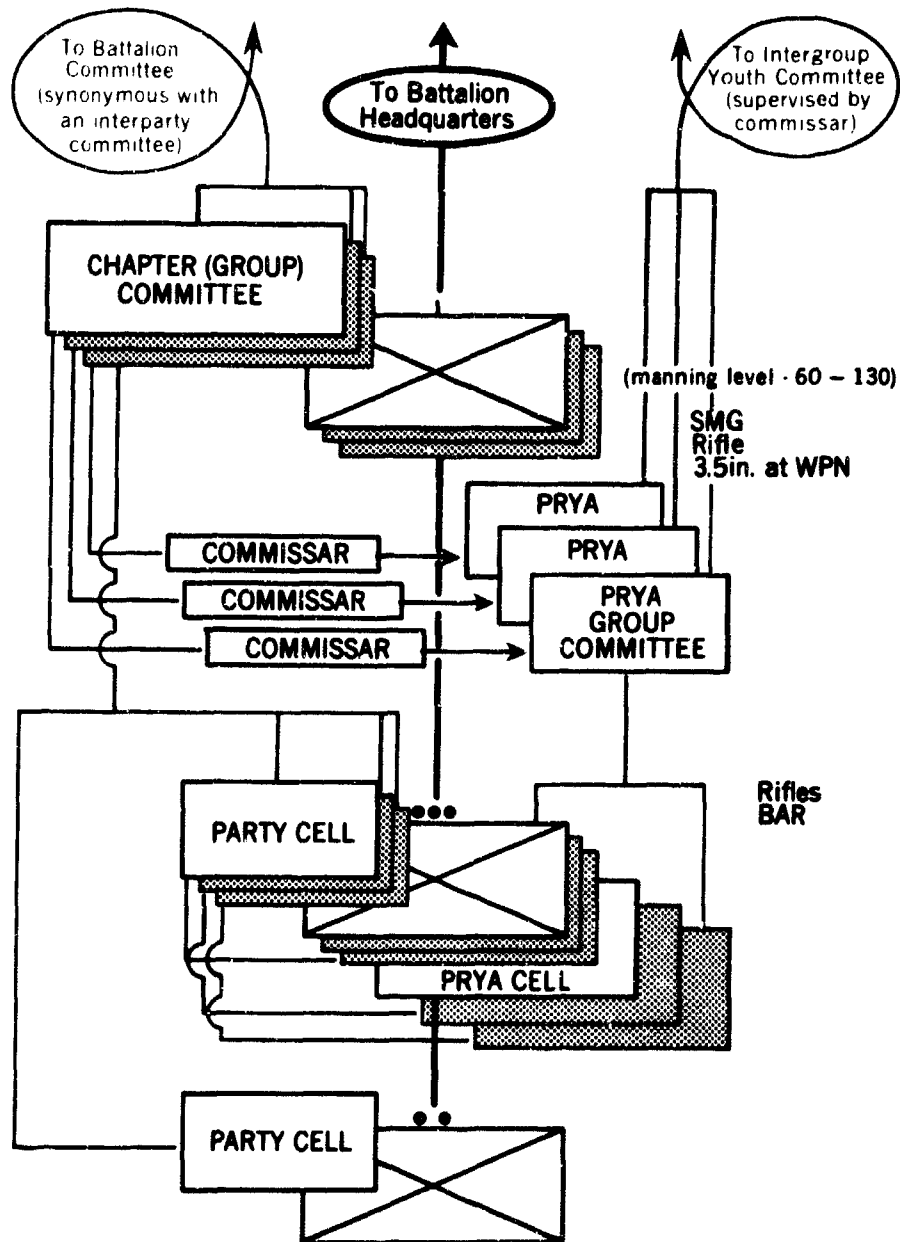 To Battalion
Committee
(synonymous with
an interparty
committee)
To Battalion
Headquarters
To Intergroup
Youth Committee
(supervised by
commissar)
CHAPTER (GROUP)
COMMITTEE
(manning level · 60 – 130)
SMG
Rifle
3.5in. at WPN
PRYA
COMMISSAR
PRYA
COMMISSAR
PRYA
GROUP
COMMITTEE
COMMISSAR
Rifles
BAR
PARTY CELL
PRYA CELL
PARTY CELL